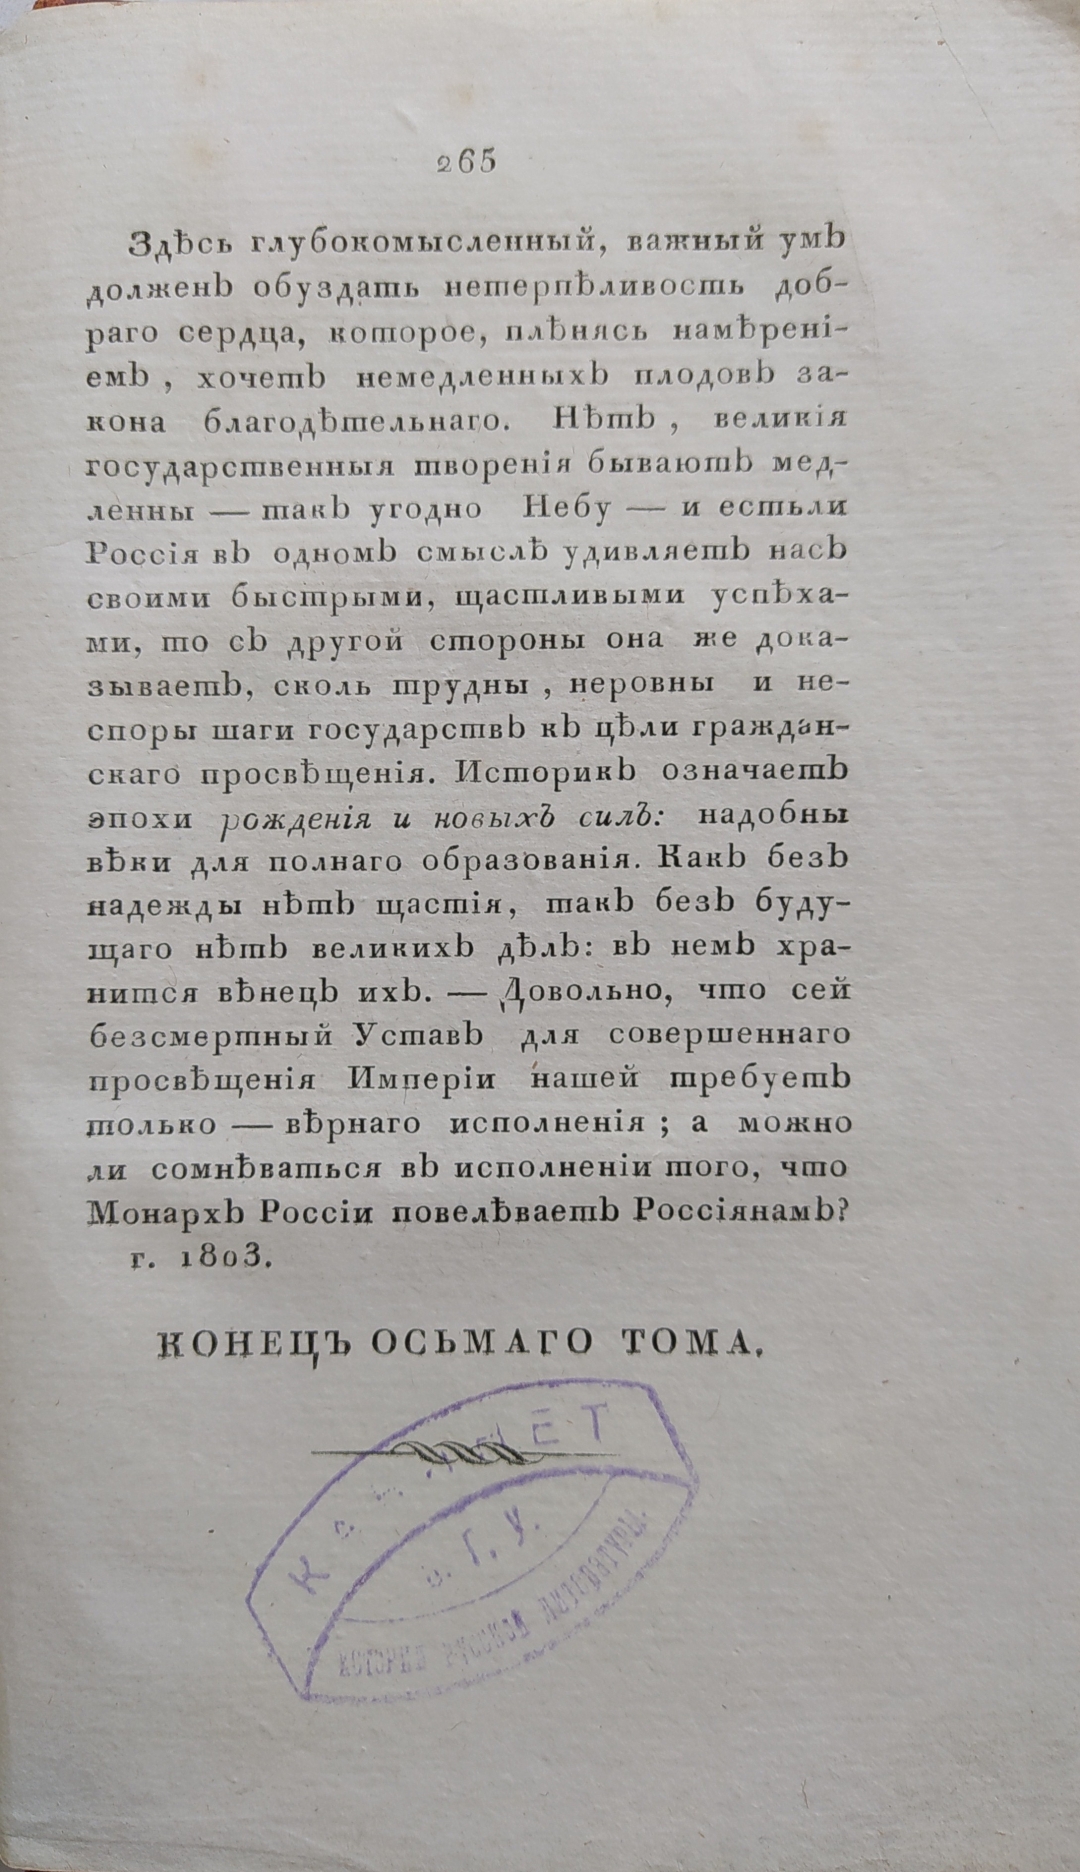 265
Здѣсь глубокомысленный, важный умъ
долженъ обуздать нетерпѣливость доб-
раго сердца, которое, плѣнясь намѣрені-
емъ , хочетъ немедленныхъ плодовъ за-
кона благодѣтельнаго. Нѣтъ , великія
государственныя творенія бываютъ мед-
ленны — такъ угодно Небу — и естьли
Россія въ одномъ смыслѣ удивляетъ насъ
своими быстрыми, щастливыми успѣха-
ми, то съ другой стороны она же дока-
зываетъ, сколь трудны , неровны и не-
споры шаги государствъ къ цѣли граждан-
скаго просвѣщенія. Историкъ означаетъ
эпохи рожденія и новыхъ силъ: надобны
вѣки для полнаго образованія. Какъ безъ
надежды нѣтъ щастія, такъ безъ буду-
щаго нѣтъ великихъ дѣлъ: въ немъ хра-
нится вѣнецъ ихъ. — Довольно, что сей
безсмертный Уставъ для совершеннаго
просвѣщенія Имперіи нашей требуетъ
только — вѣрнаго исполненія ; а можно
ли сомнѣваться въ исполненіи того, что
Монархъ Россіи повелѣваетъ Россіянамъ?
г. 1803.
КОНЕЦЪ ОСЬМАГО ТОМА.
Г. У.
ИСТОРИИ РУССКОЙ ЛИТЕРАТУРЫ